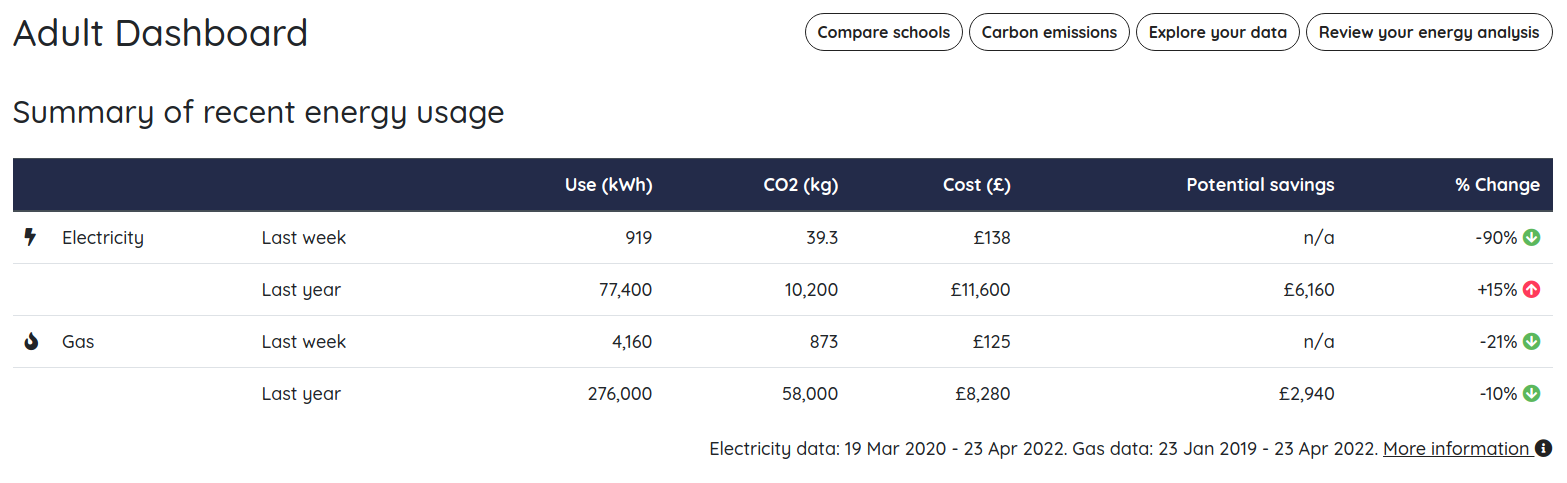 Adult Dashboard
Compare schools Carbon emissions Explore your data Review your energy analysis
Summary of recent energy usage
Use (kWh) CO2 (kg) Cost (£) Potential savings % Change
Electricity Last week 919 39.3 £138 n/a -90%
Last year 77,400 10,200 £11,600 £6,160 +15%
Gas Last week 4,160 873 £125 n/a -21%
Last year 276,000 58,000 £8,280 £2,940 -10%
Electricity data: 19 Mar 2020 - 23 Apr 2022. Gas data: 23 Jan 2019 - 23 Apr 2022. More information